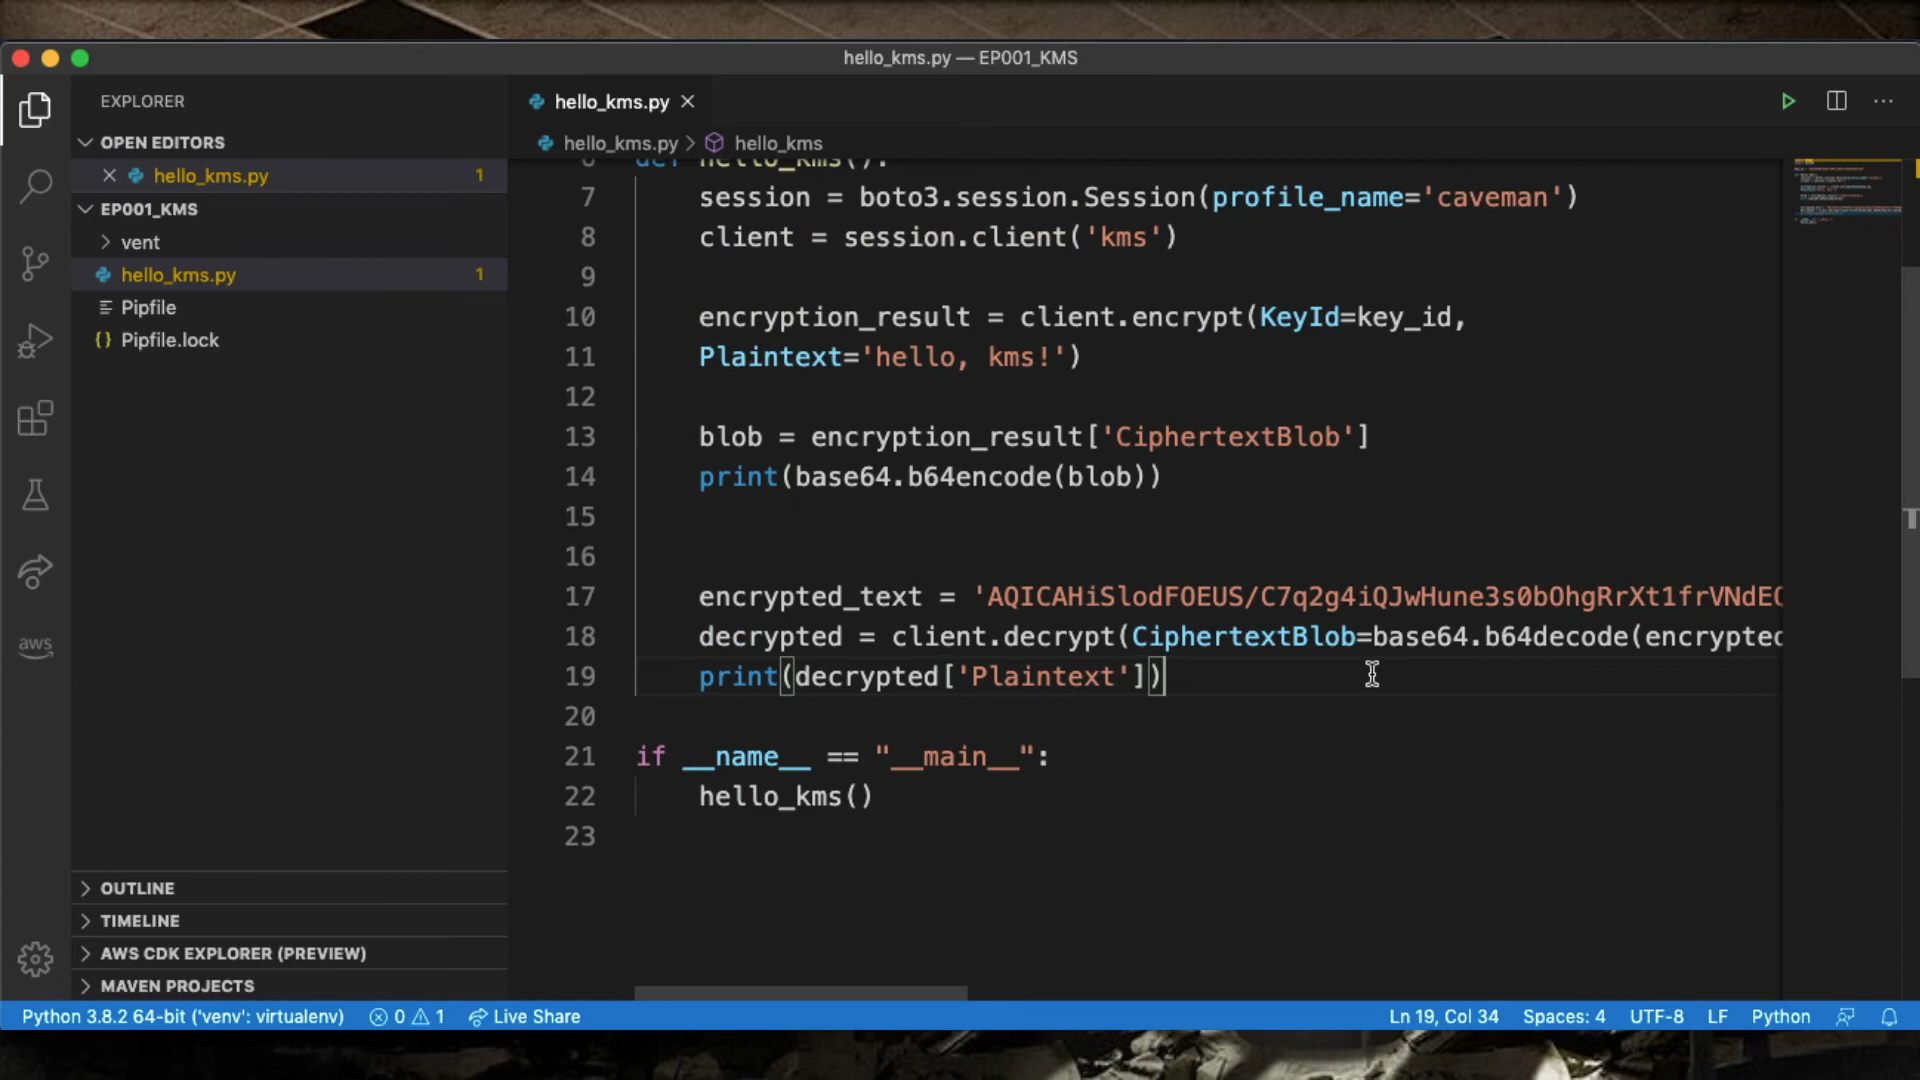 hello_kms.py — EP001_KMS
EXPLORER
OPEN EDITORS
hello_kms.py 1
EP001_KMS
vent
hello_kms.py 1
Pipfile
Pipfile.lock
OUTLINE
TIMELINE
AWS CDK EXPLORER (PREVIEW)
MAVEN PROJECTS
aws
hello_kms.py
hello_kms.py > hello_kms
6 def hello_kms():
7 session = boto3.session.Session(profile_name='caveman')
8 client = session.client('kms')
9
10 encryption_result = client.encrypt(KeyId=key_id,
11 Plaintext='hello, kms!')
12
13 blob = encryption_result['CiphertextBlob']
14 print(base64.b64encode(blob))
15
16
17 encrypted_text = 'AQICAHiSlodFOEUS/C7q2g4iQJwHune3s0bOhgRrXt1frVNdEC
18 decrypted = client.decrypt(CiphertextBlob=base64.b64decode(encrypted
19 print(decrypted['Plaintext'])
20
21 if __name__ == "__main__":
22 hello_kms()
23
Python 3.8.2 64-bit ('venv': virtualenv) 0 1 Live Share Ln 19, Col 34 Spaces: 4 UTF-8 LF Python